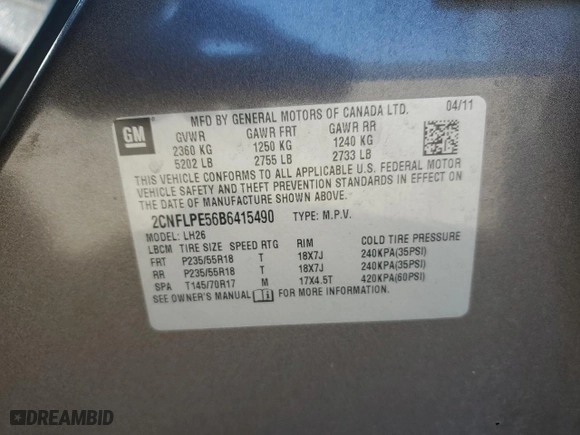 GM
MFD BY GENERAL MOTORS OF CANADA LTD. 04/11
GVWR GAWR FRT GAWR RR
2360 KG 1250 KG 1240 KG
5202 LB 2755 LB 2733 LB
THIS VEHICLE CONFORMS TO ALL APPLICABLE U.S. FEDERAL MOTOR
VEHICLE SAFETY AND THEFT PREVENTION STANDARDS IN EFFECT ON
THE DATE OF MANUFACTURE SHOWN ABOVE.
2CNFLPE56B6415490 TYPE: M.P.V.
MODEL: LH26
LBCM TIRE SIZE SPEED RTG RIM COLD TIRE PRESSURE
FRT P235/55R18 T 18X7J 240KPA(35PSI)
RR P235/55R18 T 18X7J 240KPA(35PSI)
SPA T145/70R17 M 17X4.5T 420KPA(60PSI)
SEE OWNER'S MANUAL FOR MORE INFORMATION.
DREAMBID